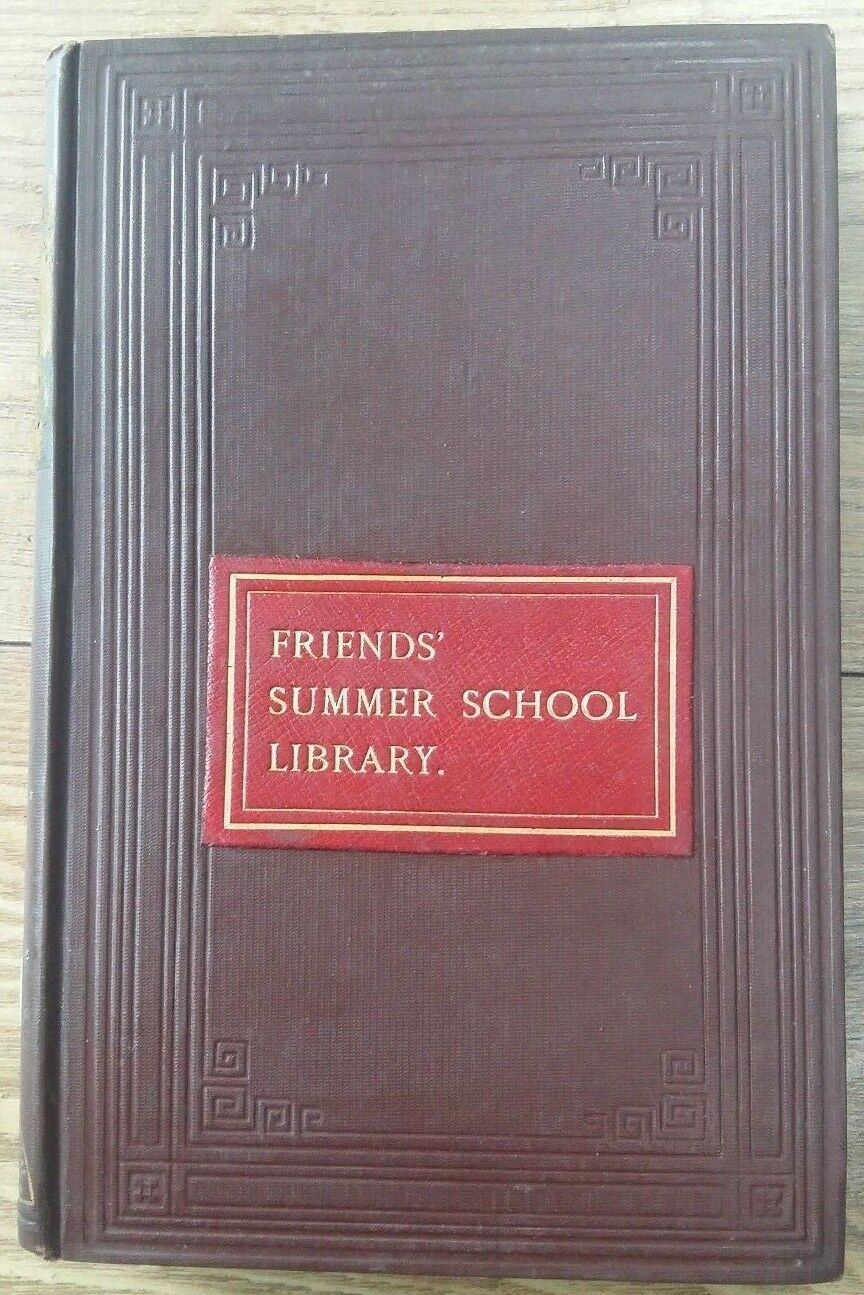 FRIENDS'
SUMMER SCHOOL
LIBRARY.